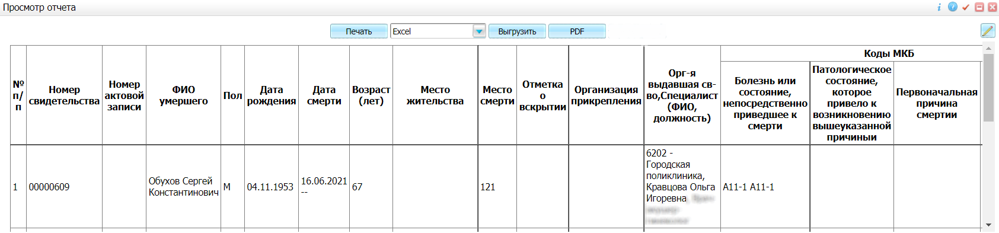 Просмотр отчета
Печать
Excel
Выгрузить
PDF
№
п/
п
Номер
свидетельства
Номер
актовой
записи
ФИО
умершего
Пол
Дата
рождения
Дата
смерти
Возраст
(лет)
Место
жительства
Место
смерти
Отметка
о
вскрытии
Организация
прикрепления
Орг-я
выдавшая св-
во,Специалист
(ФИО,
должность)
Коды МКБ
Болезнь или
состояние,
непосредственно
приведшее к
смерти
Патологическое
состояние,
которое
привело к
возникновению
вышеуказанной
причиныи
Первоначальная
причина
смертии
1
00000609
Обухов Сергей
Константинович
М
04.11.1953
16.06.2021
--
67
121
6202 -
Городская
поликлиника,
Кравцова Ольга
Игоревна
A11-1 A11-1